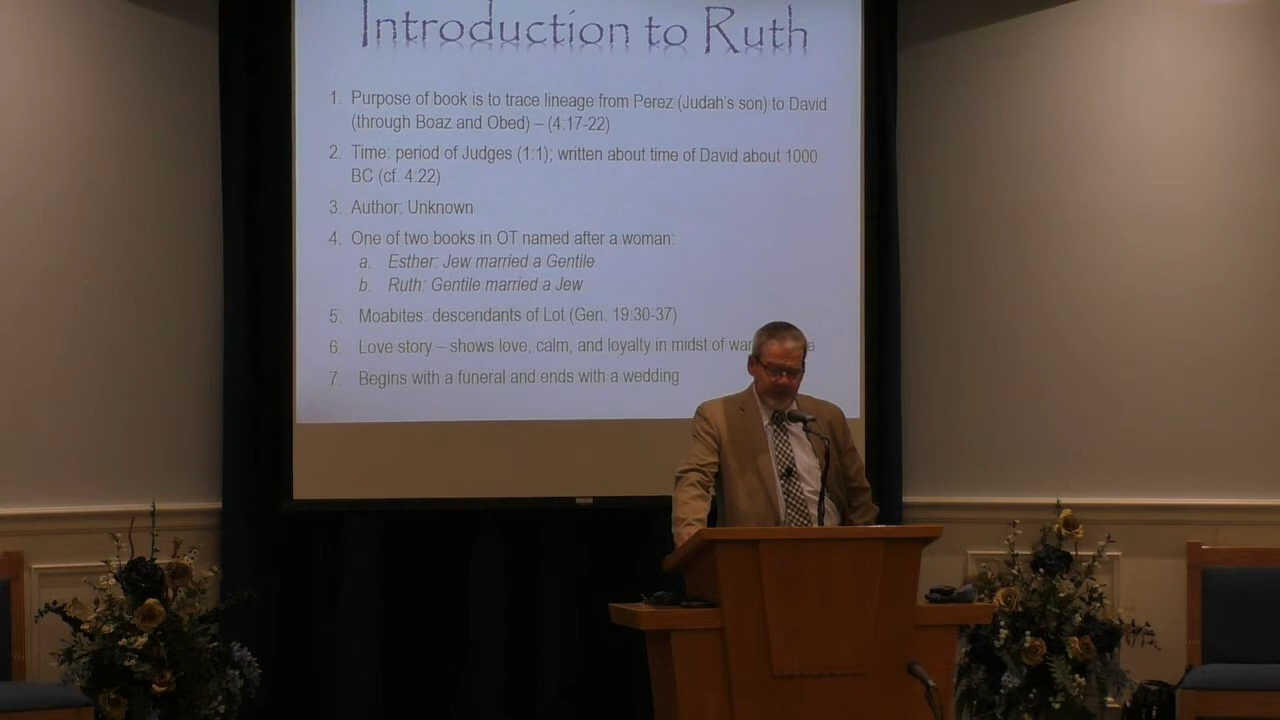 Introduction to Ruth
1. Purpose of book is to trace lineage from Perez (Judah's son) to David
(through Boaz and Obed) – (4:17-22)
2. Time: period of Judges (1:1); written about time of David about 1000
BC (cf. 4:22)
3. Author: Unknown
4. One of two books in OT named after a woman:
a. Esther: Jew married a Gentile
b. Ruth: Gentile married a Jew
5. Moabites: descendants of Lot (Gen. 19:30-37)
6. Love story – shows love, calm, and loyalty in midst of
7. Begins with a funeral and ends with a wedding